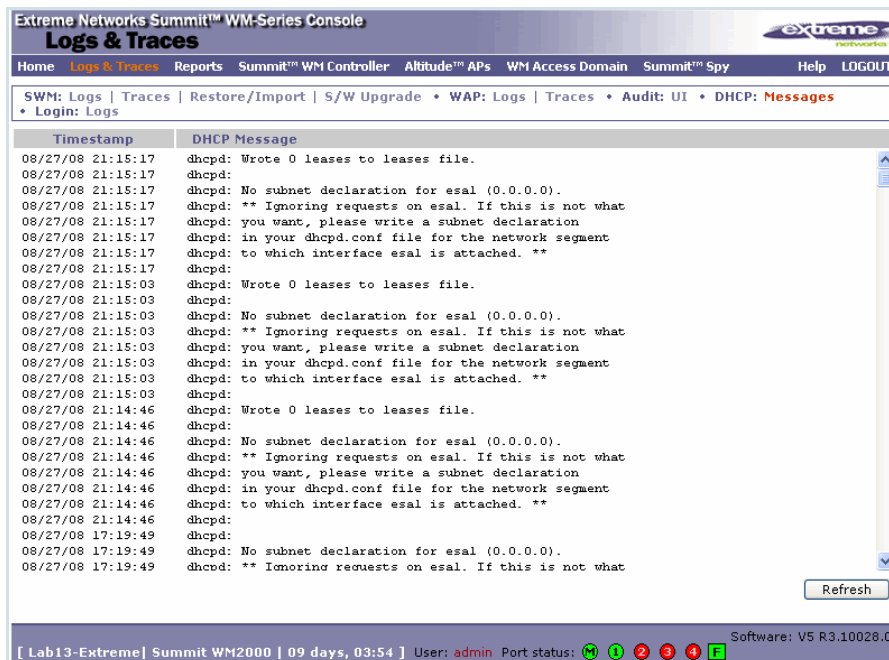 Extreme Networks Summit™ WM-Series Console
Logs & Traces
extreme
networks
Home Logs & Traces Reports Summit™ WM Controller Altitude™ APs WM Access Domain Summit™ Spy Help LOGOUT
SWM: Logs | Traces | Restore/Import | S/W Upgrade • WAP: Logs | Traces • Audit: UI • DHCP: Messages
• Login: Logs
Timestamp DHCP Message
08/27/08 21:15:17 dhcpd: Wrote 0 leases to leases file.
08/27/08 21:15:17 dhcpd:
08/27/08 21:15:17 dhcpd: No subnet declaration for esa1 (0.0.0.0).
08/27/08 21:15:17 dhcpd: ** Ignoring requests on esa1. If this is not what
08/27/08 21:15:17 dhcpd: you want, please write a subnet declaration
08/27/08 21:15:17 dhcpd: in your dhcpd.conf file for the network segment
08/27/08 21:15:17 dhcpd: to which interface esa1 is attached. **
08/27/08 21:15:17 dhcpd:
08/27/08 21:15:03 dhcpd: Wrote 0 leases to leases file.
08/27/08 21:15:03 dhcpd:
08/27/08 21:15:03 dhcpd: No subnet declaration for esa1 (0.0.0.0).
08/27/08 21:15:03 dhcpd: ** Ignoring requests on esa1. If this is not what
08/27/08 21:15:03 dhcpd: you want, please write a subnet declaration
08/27/08 21:15:03 dhcpd: in your dhcpd.conf file for the network segment
08/27/08 21:15:03 dhcpd: to which interface esa1 is attached. **
08/27/08 21:15:03 dhcpd:
08/27/08 21:14:46 dhcpd: Wrote 0 leases to leases file.
08/27/08 21:14:46 dhcpd:
08/27/08 21:14:46 dhcpd: No subnet declaration for esa1 (0.0.0.0).
08/27/08 21:14:46 dhcpd: ** Ignoring requests on esa1. If this is not what
08/27/08 21:14:46 dhcpd: you want, please write a subnet declaration
08/27/08 21:14:46 dhcpd: in your dhcpd.conf file for the network segment
08/27/08 21:14:46 dhcpd: to which interface esa1 is attached. **
08/27/08 21:14:46 dhcpd:
08/27/08 17:19:49 dhcpd:
08/27/08 17:19:49 dhcpd: No subnet declaration for esa1 (0.0.0.0).
08/27/08 17:19:49 dhcpd: ** Ignoring requests on esa1. If this is not what
Refresh
Software: V5 R3.10028.0
[ Lab13-Extreme| Summit WM2000 | 09 days, 03:54 ] User: admin Port status: M 1 2 3 4 F